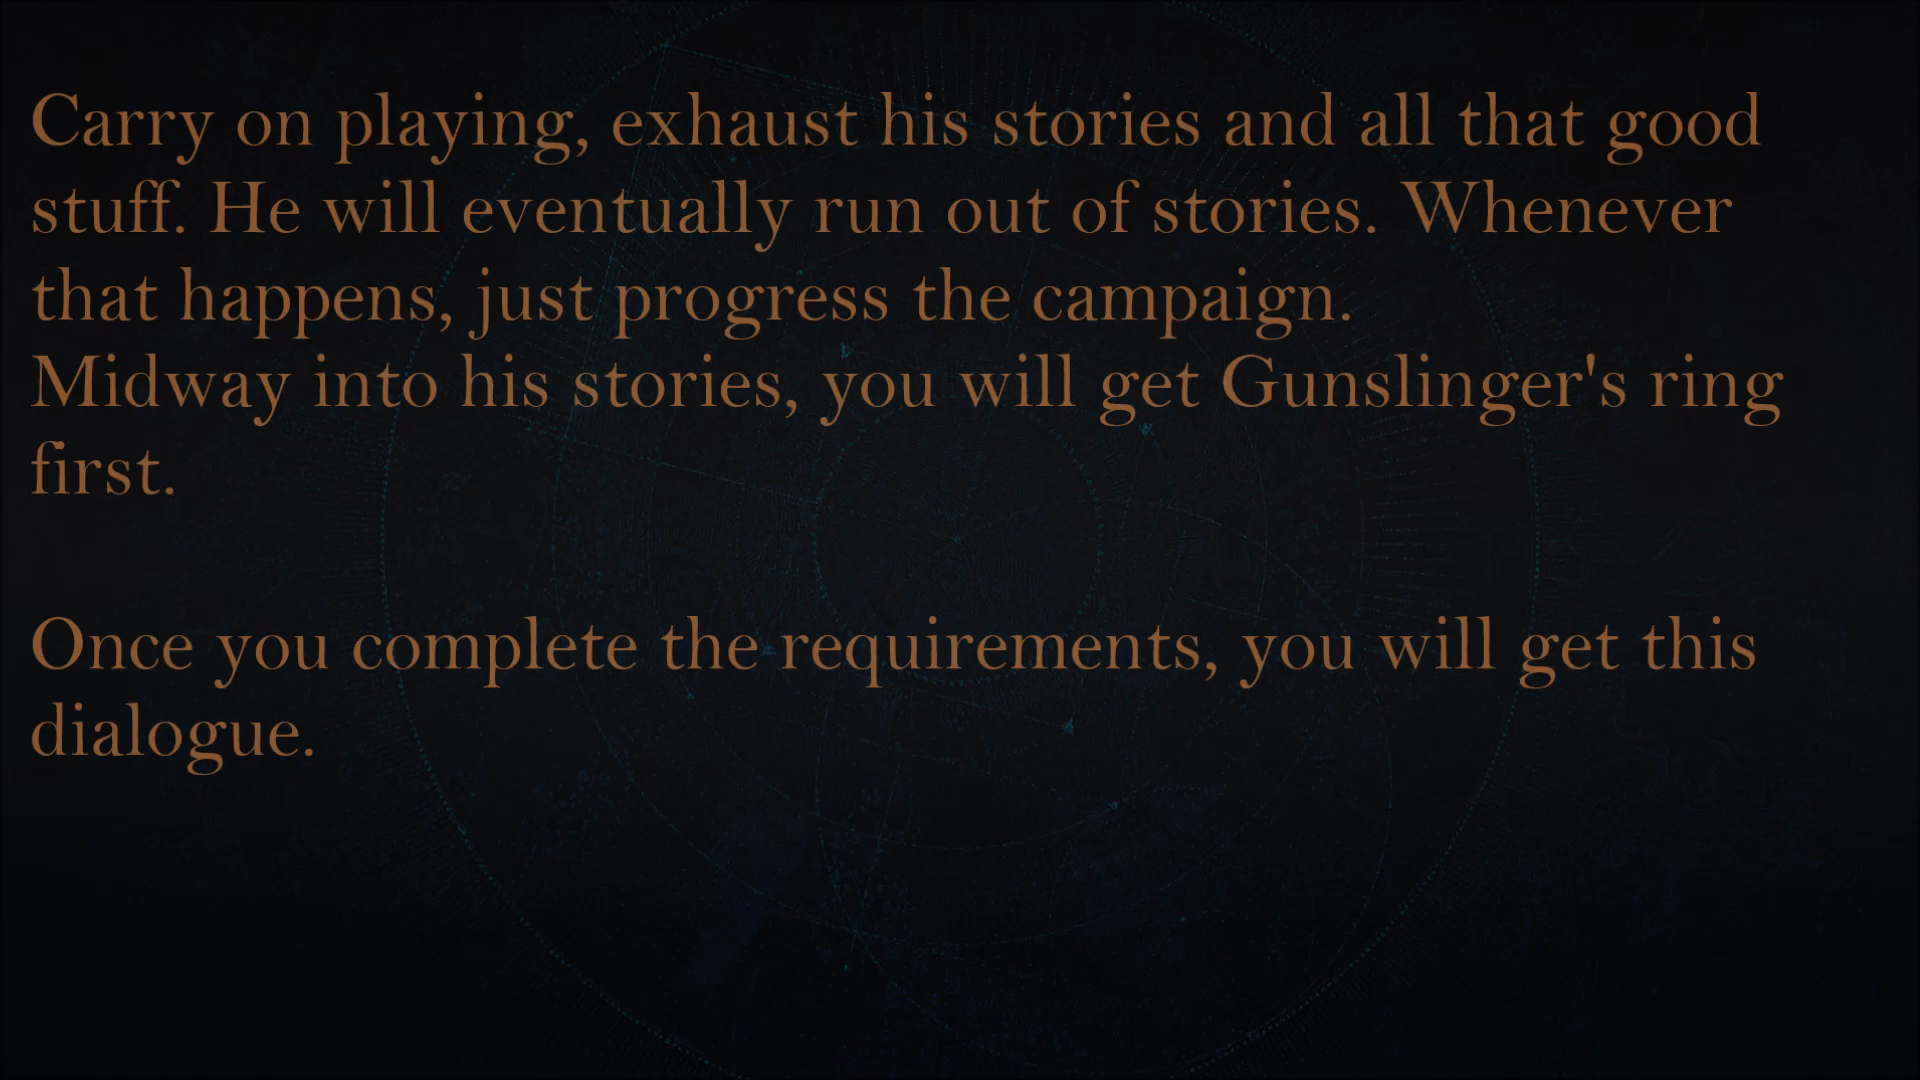 Carry on playing, exhaust his stories and all that good
stuff. He will eventually run out of stories. Whenever
that happens, just progress the campaign.
Midway into his stories, you will get Gunslinger's ring
first.
Once you complete the requirements, you will get this
dialogue.